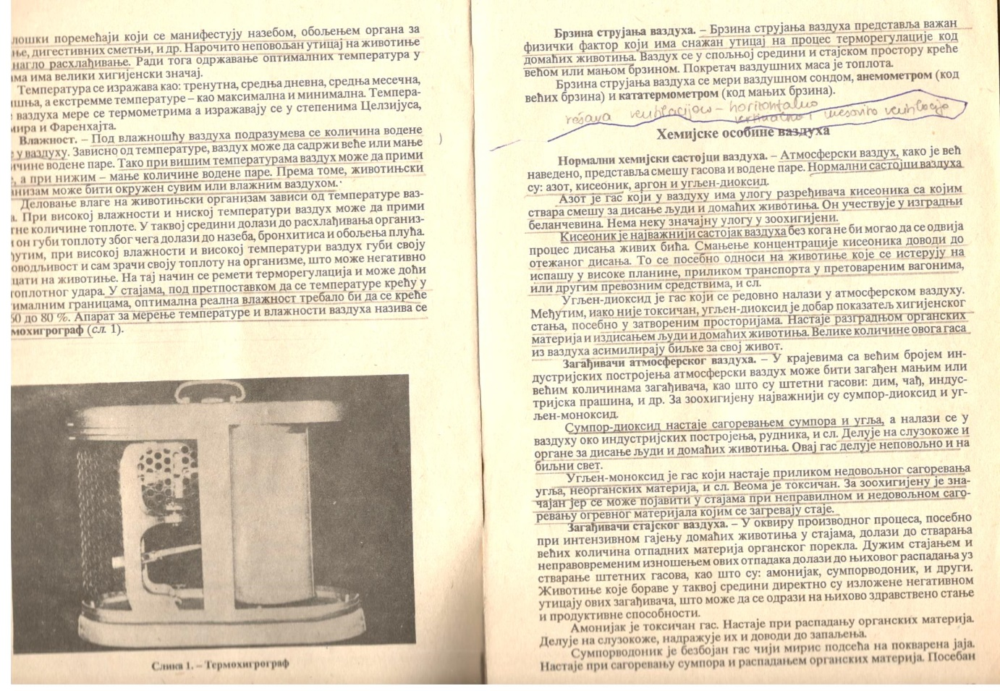 лошки поремећаји који се манифестују назебом, обољењем органа за
ње, дигестивних сметњи, и др. Нарочито неповољан утицај на животиње
нагло расхлађивање. Ради тога одржавање оптималних температура у
ма има велики хигијенски значај.
Температура се изражава као: тренутна, средња дневна, средња месечна,
шња, а екстремме температуре – као максимална и минимална. Темпера-
ваздуха мере се термометрима а изражавају се у степенима Целзијуса,
мира и Фаренхајта.
Влажност. – Под влажношћу ваздуха подразумева се количина водене
у ваздуху. Зависно од температуре, ваздух може да садржи веће или мање
ичине водене паре. Тако при вишим температурама ваздух може да прими
, а при нижим – мање количине водене паре. Према томе, животињски
низам може бити окружен сувим или влажним ваздухом.
Деловање влаге на животињски организам зависи од температуре ваз-
а. При високој влажности и ниској температури ваздух може да прими
гне количине топлоте. У таквој средини долази до расхлађивања организ-
и он губи топлоту због чега долази до назеба, бронхитиса и обољења плућа.
ђутим, при високој влажности и високој температури ваздух губи своју
оводљивост и сам зрачи своју топлоту на организме, што може негативно
цати на животиње. На тај начин се ремети терморегулација и може доћи
оплотног удара. У стајама, под претпоставком да се температуре крећу у
ималним границама, оптимална реална влажност требало би да се креће
50 до 80 %. Апарат за мерење температуре и влажности ваздуха назива се
мохигрограф (сл. 1).
Слика 1. – Термохигрограф
Брзина струјања ваздуха. – Брзина струјања ваздуха представља важан
физички фактор који има снажан утицај на процес терморегулације код
домаћих животиња. Ваздух се у спољној средини и стајском простору креће
већом или мањом брзином. Покретач ваздушних маса је топлота.
Брзина струјања ваздуха се мери ваздушном сондом, анемометром (код
већих брзина) и кататермометром (код мањих брзина).
rešava ventilacijom – horizontalno
vertikalno i mesovito ventilacije
Хемијске особине ваздуха
Нормални хемијски састојци ваздуха. – Атмосферски ваздух, како је већ
наведено, представља смешу гасова и водене паре. Нормални састојци ваздуха
су: азот, кисеоник, аргон и угљен-диоксид.
Азот је гас који у ваздуху има улогу разређивача кисеоника са којим
ствара смешу за дисање људи и домаћих животиња. Он учествује у изградњи
беланчевина. Нема неку значајну улогу у зоохигијени.
Кисеоник је најважнији састојак ваздуха без кога не би могао да се одвија
процес дисања живих бића. Смањење концентрације кисеоника доводи до
отежаног дисања. То се посебно односи на животиње које се истерују на
испашу у високе планине, приликом транспорта у претовареним вагонима,
или другим превозним средствима, и сл.
Угљен-диоксид је гас који се редовно налази у атмосферском ваздуху.
Међутим, иако није токсичан, угљен-диоксид је добар показатељ хигијенског
стања, посебно у затвореним просторијама. Настаје разградњом органских
материја и издисањем људи и домаћих животиња. Велике количине овога гаса
из ваздуха асимилирају биљке за свој живот.
Загађивачи атмосферског ваздуха. – У крајевима са већим бројем ин-
дустријских постројења атмосферски ваздух може бити загађен мањим или
већим количинама загађивача, као што су штетни гасови: дим, чађ, индус-
тријска прашина, и др. За зоохигијену најважнији су сумпор-диоксид и уг-
љен-моноксид.
Сумпор-диоксид настаје сагоревањем сумпора и угља, а налази се у
ваздуху око индустријских постројења, рудника, и сл. Делује на слузокоже и
органе за дисање људи и домаћих животиња. Овај гас делује неповољно и на
биљни свет.
Угљен-моноксид је гас који настаје приликом недовољног сагоревања
угља, неорганских материја, и сл. Веома је токсичан. За зоохигијену је зна-
чајан јер се може појавити у стајама при неправилном и недовољном саго-
ревању огревног материјала којим се загревају стаје.
Загађивачи стајског ваздуха. – У оквиру производног процеса, посебно
при интензивном гајењу домаћих животиња у стајама, долази до стварања
већих количина отпадних материја органског порекла. Дужим стајањем и
неправовременим изношењем ових отпадака долази до њиховог распадања уз
стварање штетних гасова, као што су: амонијак, сумпорводоник, и други.
Животиње које бораве у таквој средини директно су изложене негативном
утицају ових загађивача, што може да се одрази на њихово здравствено стање
и продуктивне способности.
Амонијак је токсичан гас. Настаје при распадању органских материја.
Делује на слузокоже, надражује их и доводи до запаљења.
Сумпорводоник је безбојан гас чији мирис подсећа на покварена јаја.
Настаје при сагоревању сумпора и распадањем органских материја. Посебан